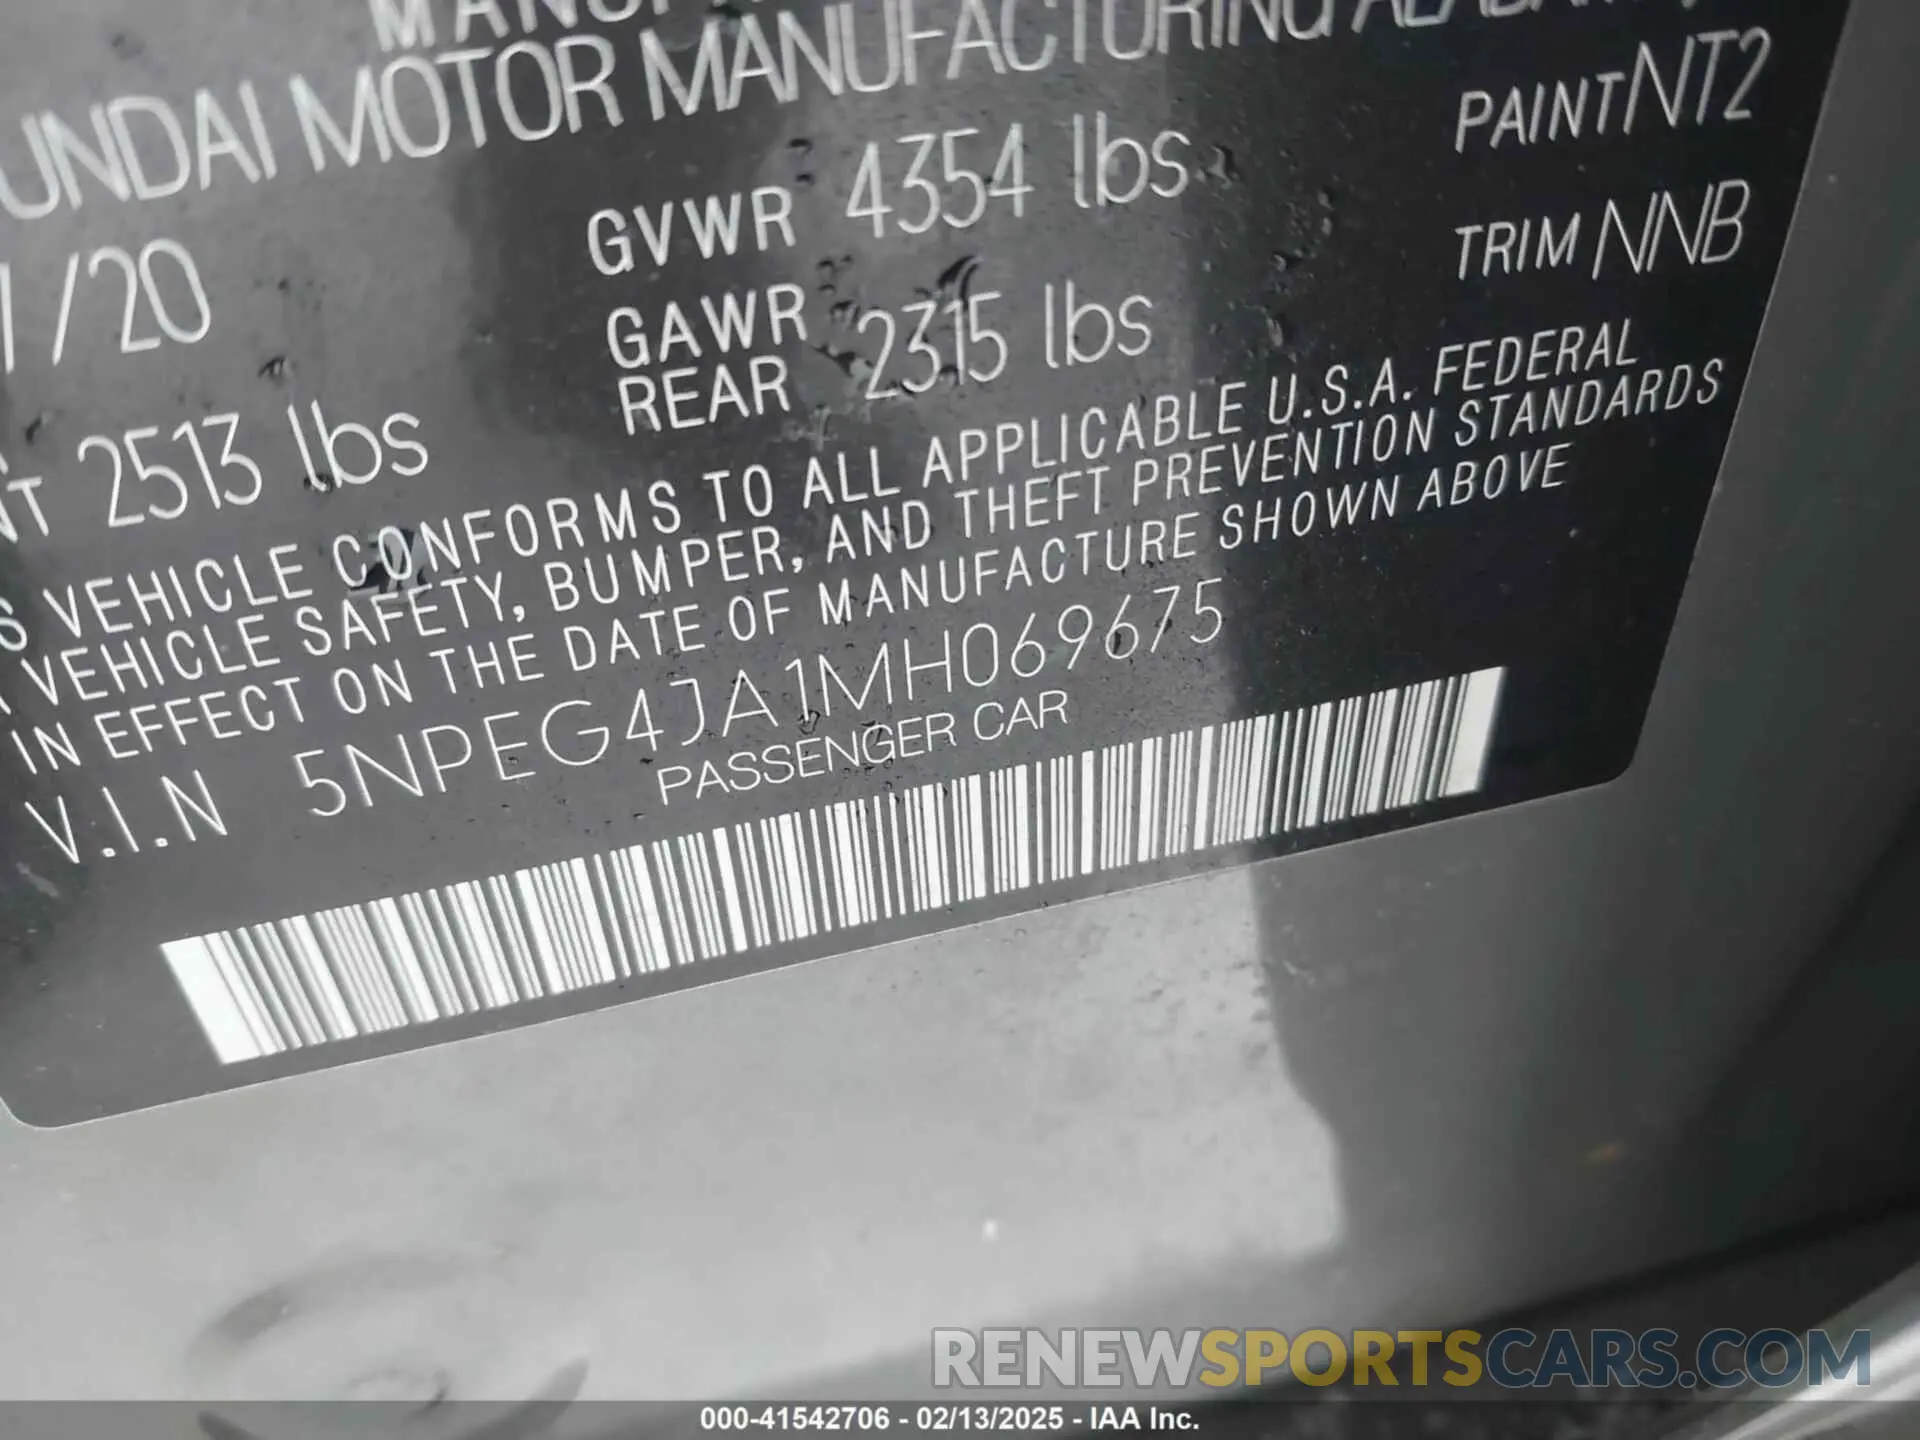 MOTOR MANUFACTURING
PAINT NT2
/20
GVWR 4354 lbs
TRIM NNB
GAWR
REAR 2315 lbs
2513 lbs
VEHICLE CONFORMS TO ALL APPLICABLE U.S.A. FEDERAL
VEHICLE SAFETY, BUMPER, AND THEFT PREVENTION STANDARDS
IN EFFECT ON THE DATE OF MANUFACTURE SHOWN ABOVE
V.I.N 5NPEG4JA1MH069675
PASSENGER CAR
RENEWSPORTSCARS.COM
000-41542706 - 02/13/2025 - IAA Inc.